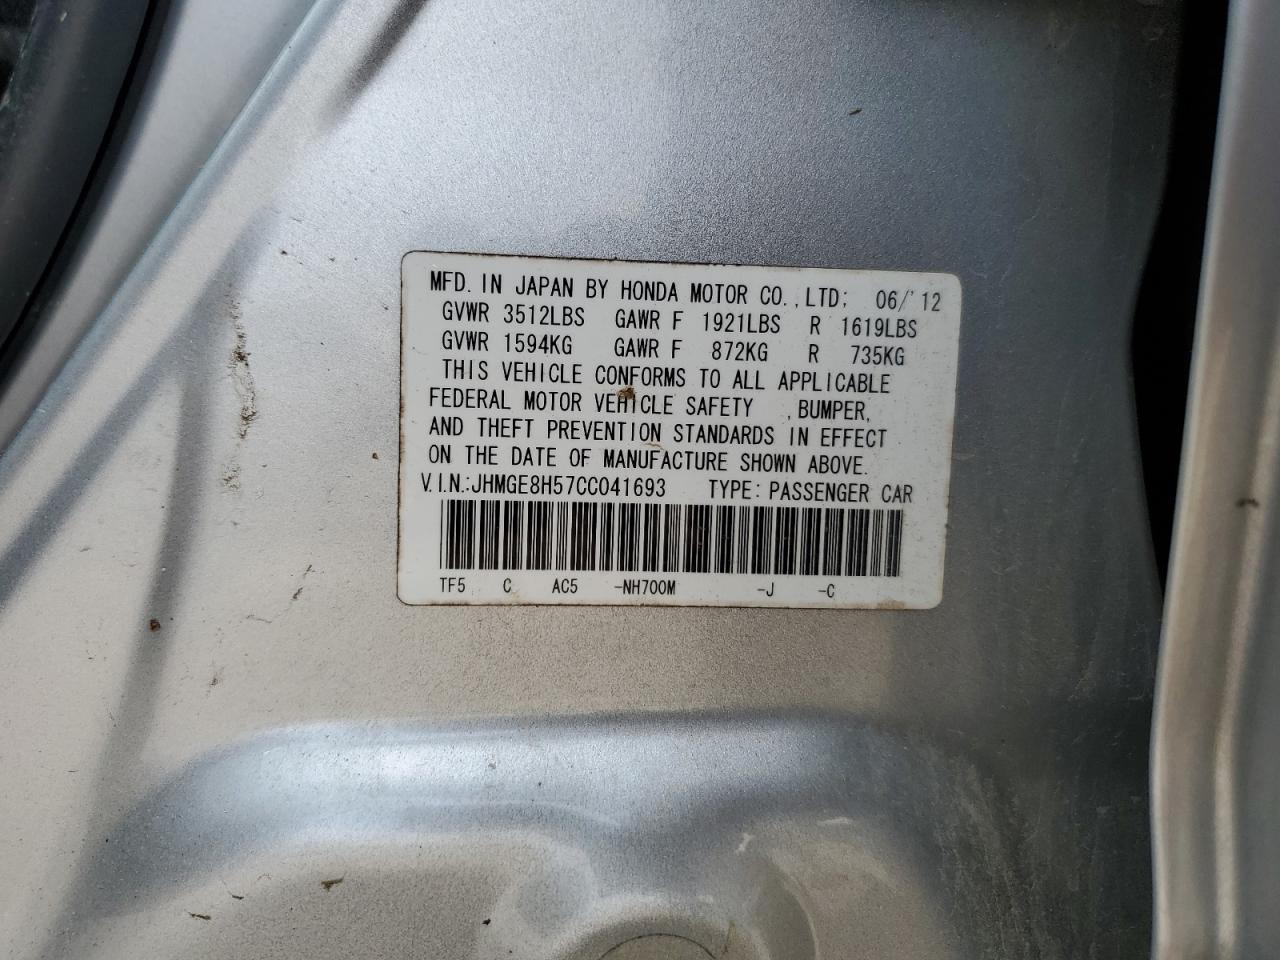 MFD. IN JAPAN BY HONDA MOTOR CO., LTD; 06/'12
GVWR 3512LBS GAWR F 1921LBS R 1619LBS
GVWR 1594KG GAWR F 872KG R 735KG
THIS VEHICLE CONFORMS TO ALL APPLICABLE
FEDERAL MOTOR VEHICLE SAFETY , BUMPER,
AND THEFT PREVENTION STANDARDS IN EFFECT
ON THE DATE OF MANUFACTURE SHOWN ABOVE.
V.I.N.:JHMGE8H57CC041693 TYPE: PASSENGER CAR
TF5 C AC5 -NH700M -J -C